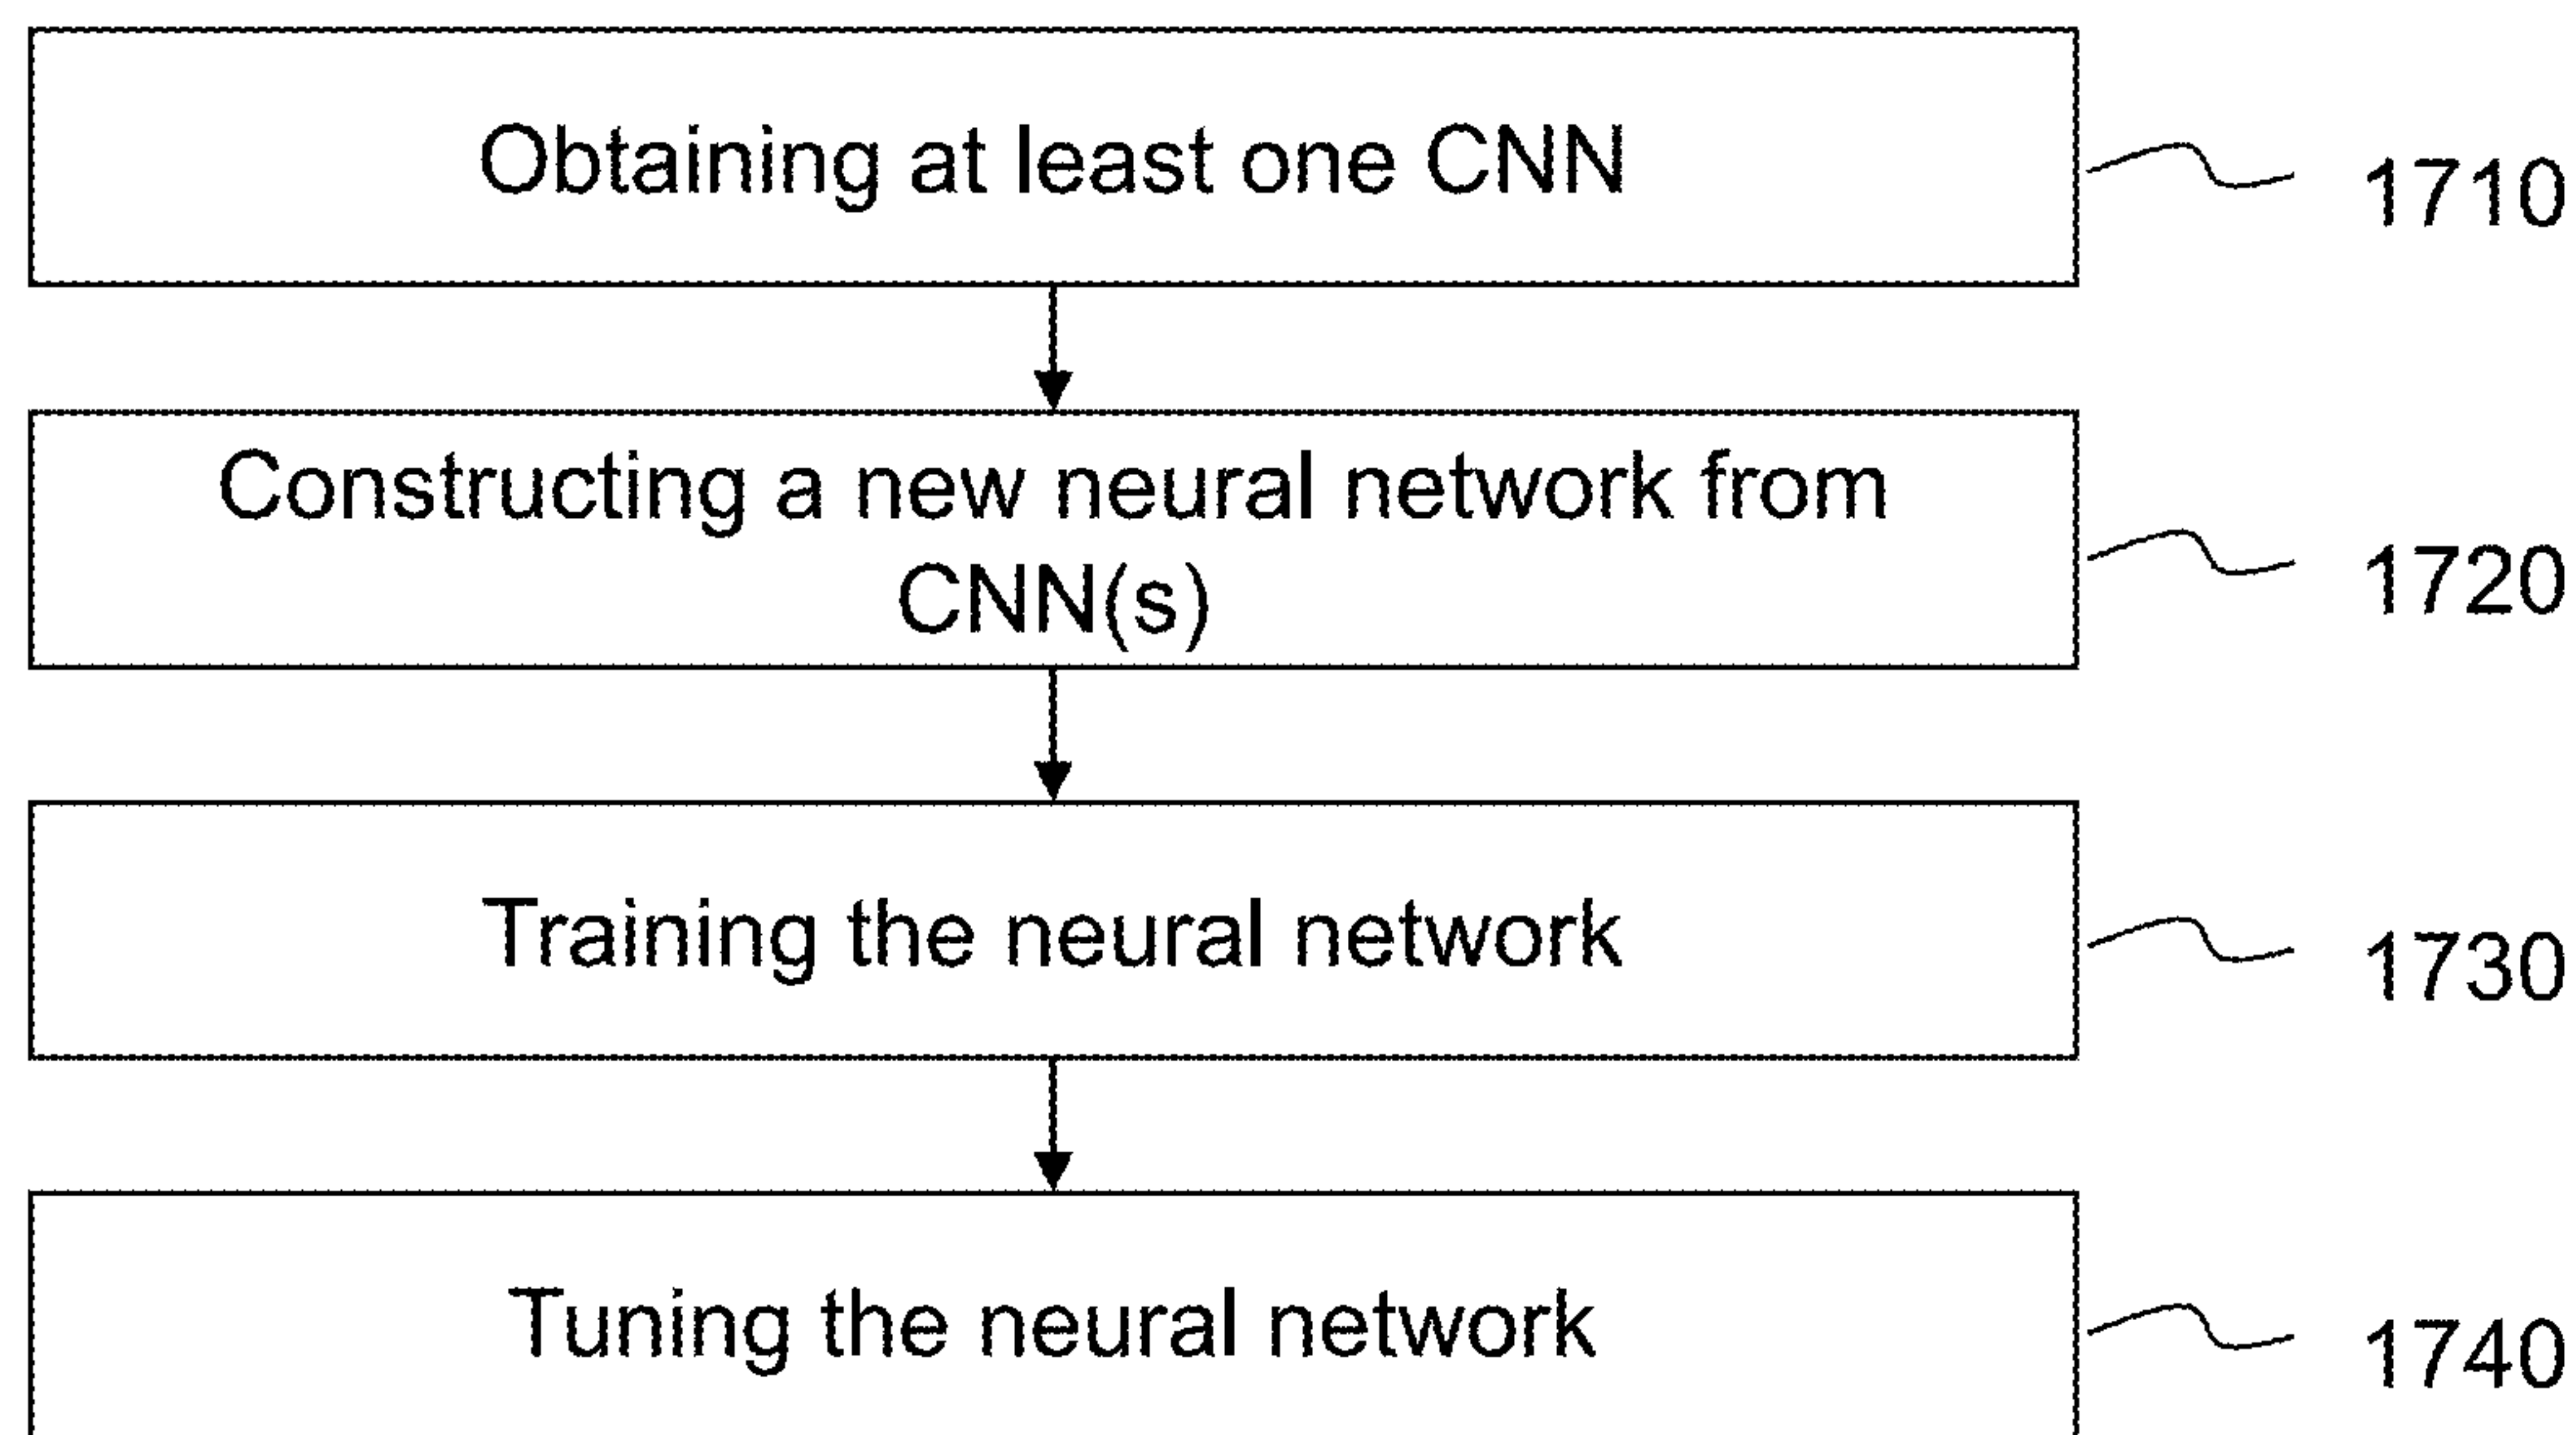 Obtaining at least one CNN
1710
Constructing a new neural network from
CNN(s)
1720
Training the neural network
1730
Tuning the neural network
1740